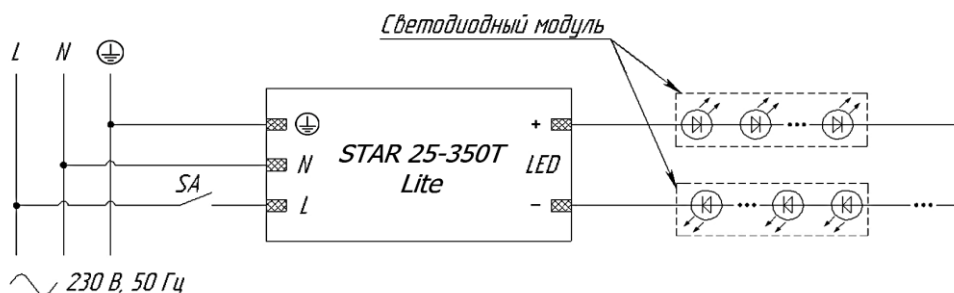 Светодиодный модуль
L N
+
STAR 25-350T
N LED
Lite
SA
L -
230 В, 50 Гц